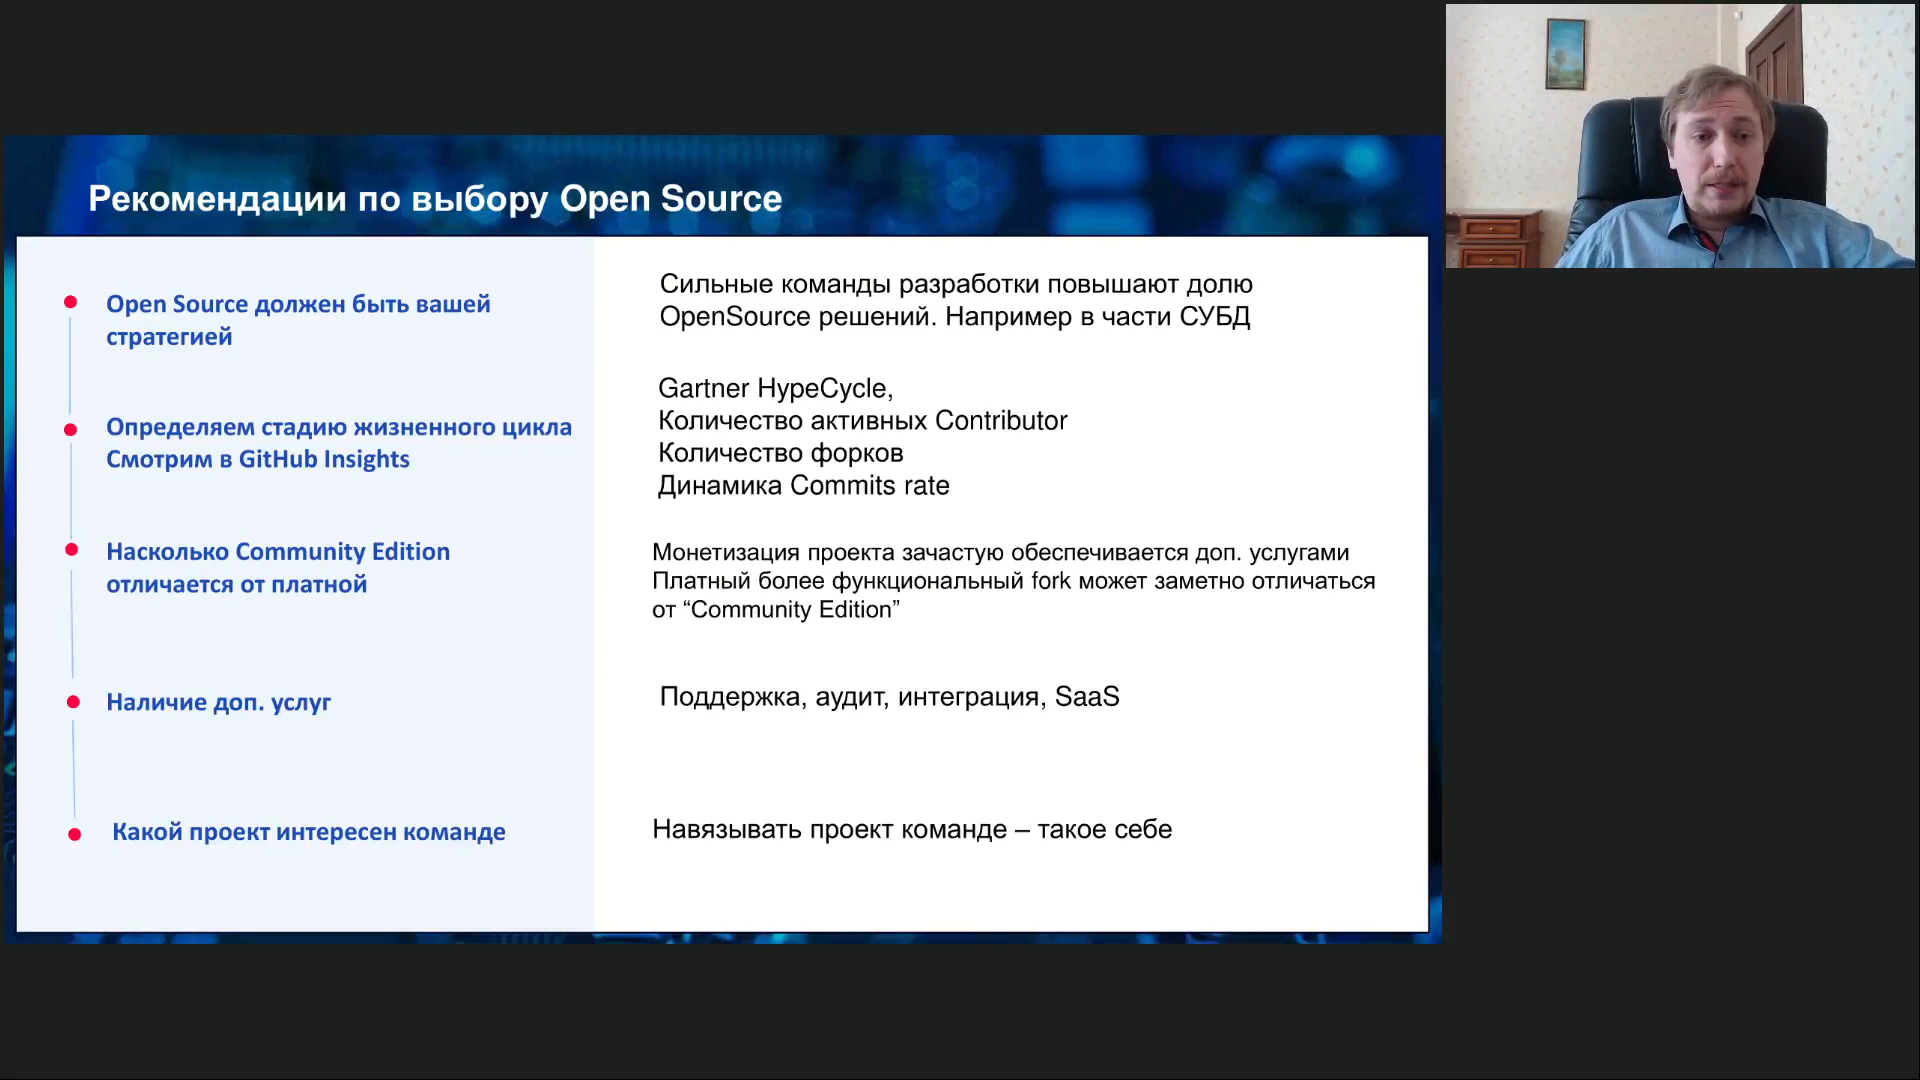 Рекомендации по выбору Open Source
Open Source должен быть вашей
стратегией
Сильные команды разработки повышают долю
OpenSource решений. Например в части СУБД
Определяем стадию жизненного цикла
Смотрим в GitHub Insights
Gartner HypeCycle,
Количество активных Contributor
Количество форков
Динамика Commits rate
Насколько Community Edition
отличается от платной
Монетизация проекта зачастую обеспечивается доп. услугами
Платный более функциональный fork может заметно отличаться
от “Community Edition”
Наличие доп. услуг
Поддержка, аудит, интеграция, SaaS
Какой проект интересен команде
Навязывать проект команде – такое себе